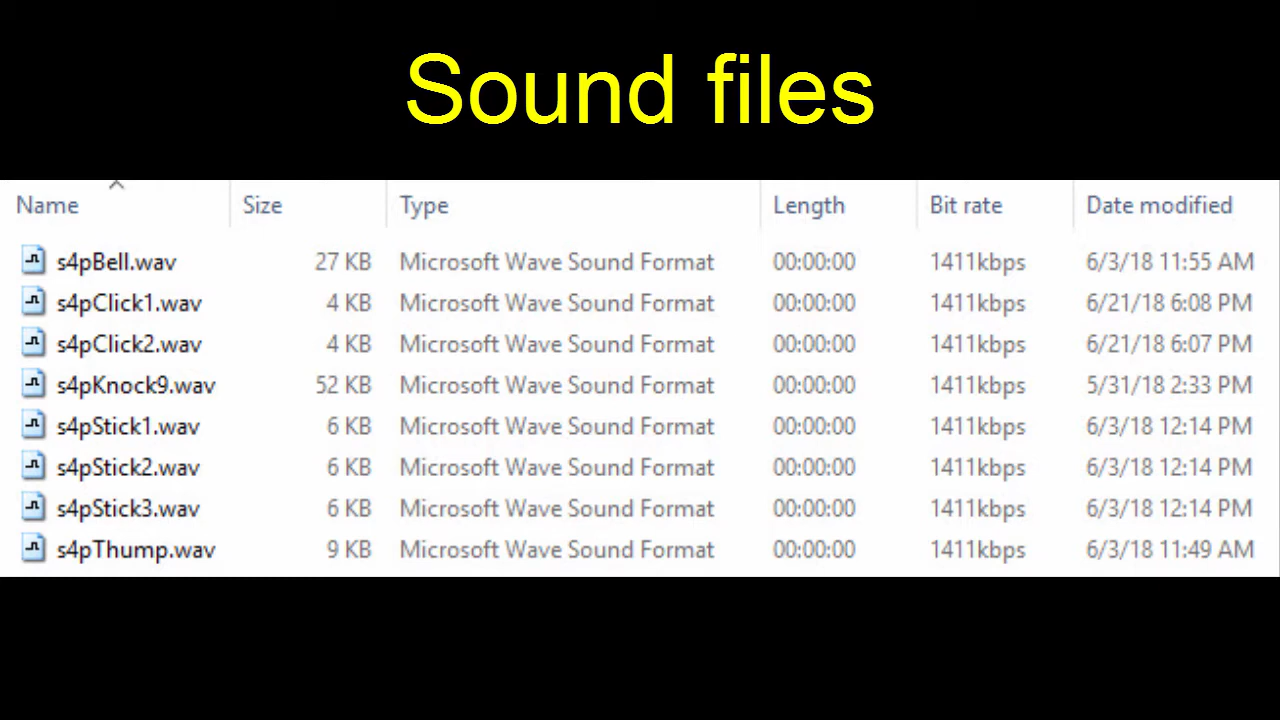 Sound files
Name Size Type Length Bit rate Date modified
s4pBell.wav 27 KB Microsoft Wave Sound Format 00:00:00 1411kbps 6/3/18 11:55 AM
s4pClick1.wav 4 KB Microsoft Wave Sound Format 00:00:00 1411kbps 6/21/18 6:08 PM
s4pClick2.wav 4 KB Microsoft Wave Sound Format 00:00:00 1411kbps 6/21/18 6:07 PM
s4pKnock9.wav 52 KB Microsoft Wave Sound Format 00:00:00 1411kbps 5/31/18 2:33 PM
s4pStick1.wav 6 KB Microsoft Wave Sound Format 00:00:00 1411kbps 6/3/18 12:14 PM
s4pStick2.wav 6 KB Microsoft Wave Sound Format 00:00:00 1411kbps 6/3/18 12:14 PM
s4pStick3.wav 6 KB Microsoft Wave Sound Format 00:00:00 1411kbps 6/3/18 12:14 PM
s4pThump.wav 9 KB Microsoft Wave Sound Format 00:00:00 1411kbps 6/3/18 11:49 AM